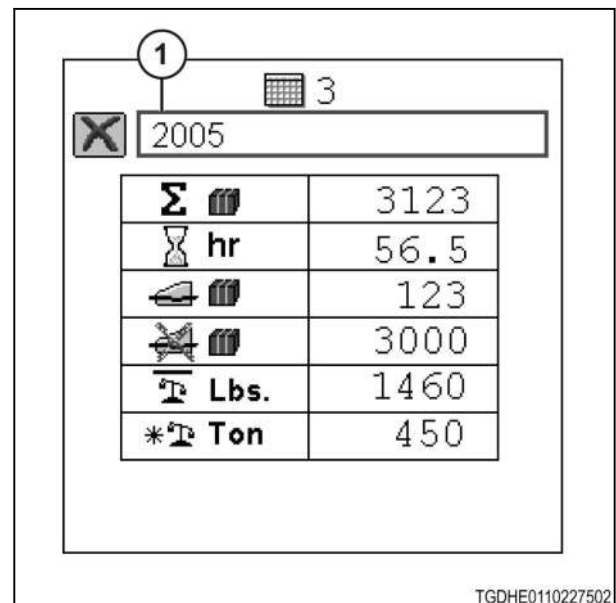 1
3
2005
Σ 3123
hr 56.5
123
3000
Lbs. 1460
* Ton 450
TGDHE0110227502